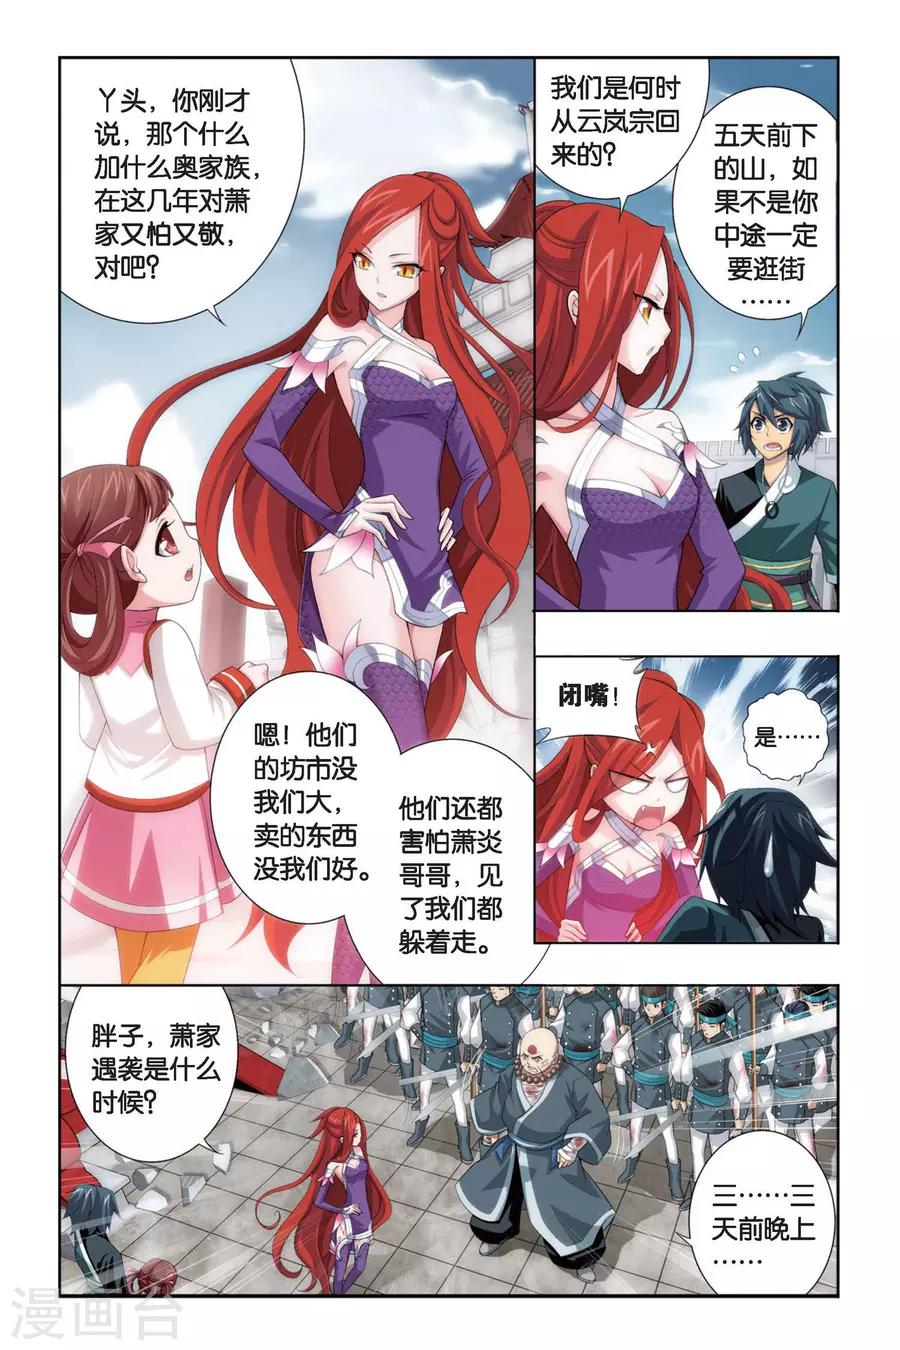 丫头，你刚才
说，那个什么
加什么奥家族，
在这几年对萧
家又怕又敬，
对吧？
嗯！他们
的坊市没
我们大，
卖的东西
没我们好。
他们还都
害怕萧炎
哥哥，见
了我们都
躲着走。
我们是何时
从云岚宗回
来的？
五天前下
的山，如
果不是你
中途一定
要逛街
……
闭嘴！
是……
胖子，萧家
遇袭是什么
时候？
三……三
天前晚上
……
漫画台